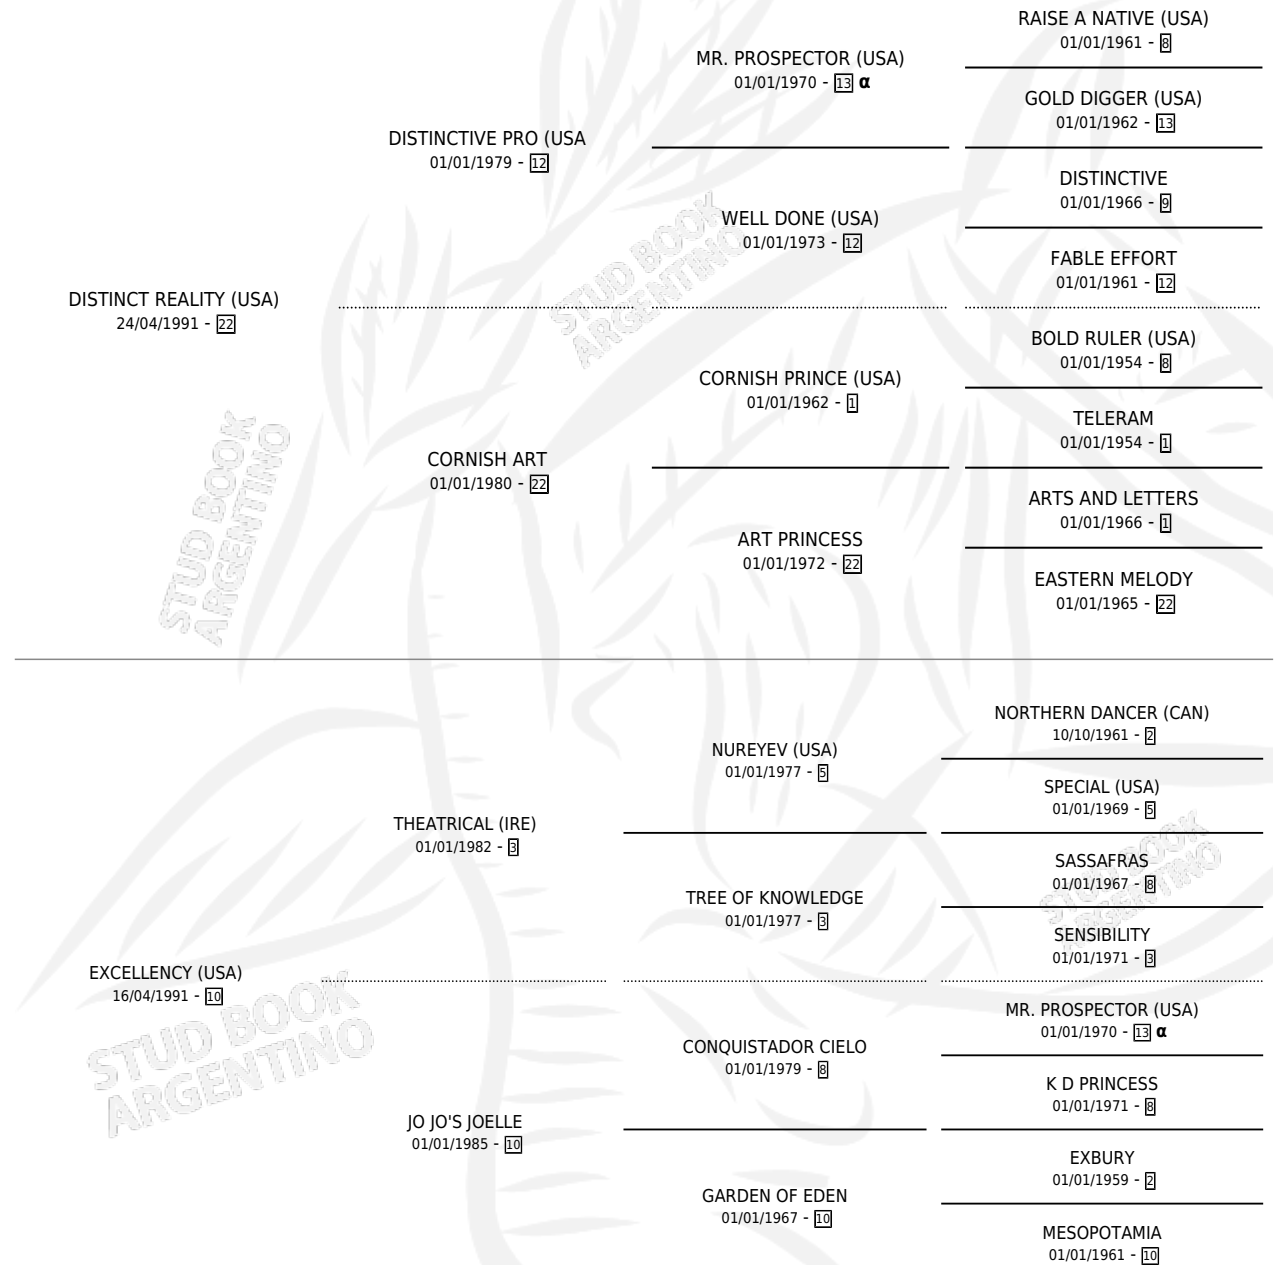 RAISE A NATIVE (USA)
01/01/1961 - 8
MR. PROSPECTOR (USA)
01/01/1970 - 13 α
GOLD DIGGER (USA)
01/01/1962 - 13
DISTINCTIVE PRO (USA
01/01/1979 - 12
DISTINCTIVE
01/01/1966 - 9
WELL DONE (USA)
01/01/1973 - 12
FABLE EFFORT
01/01/1961 - 12
DISTINCT REALITY (USA)
24/04/1991 - 22
BOLD RULER (USA)
01/01/1954 - 8
CORNISH PRINCE (USA)
01/01/1962 - 1
TELERAM
01/01/1954 - 1
CORNISH ART
01/01/1980 - 22
ARTS AND LETTERS
01/01/1966 - 1
ART PRINCESS
01/01/1972 - 22
EASTERN MELODY
01/01/1965 - 22
NORTHERN DANCER (CAN)
10/10/1961 - 2
NUREYEV (USA)
01/01/1977 - 5
SPECIAL (USA)
01/01/1969 - 5
THEATRICAL (IRE)
01/01/1982 - 3
SASSAFRAS
01/01/1967 - 8
TREE OF KNOWLEDGE
01/01/1977 - 3
SENSIBILITY
01/01/1971 - 3
EXCELLENCY (USA)
16/04/1991 - 10
MR. PROSPECTOR (USA)
01/01/1970 - 13 α
CONQUISTADOR CIELO
01/01/1979 - 8
K D PRINCESS
01/01/1971 - 8
JO JO'S JOELLE
01/01/1985 - 10
EXBURY
01/01/1959 - 2
GARDEN OF EDEN
01/01/1967 - 10
MESOPOTAMIA
01/01/1961 - 10
STUD BOOK
ARGENTINO
STUD BOOK
ARGENTINO
STUD BOOK
ARGENTINO
STUD BOOK
ARGENTINO